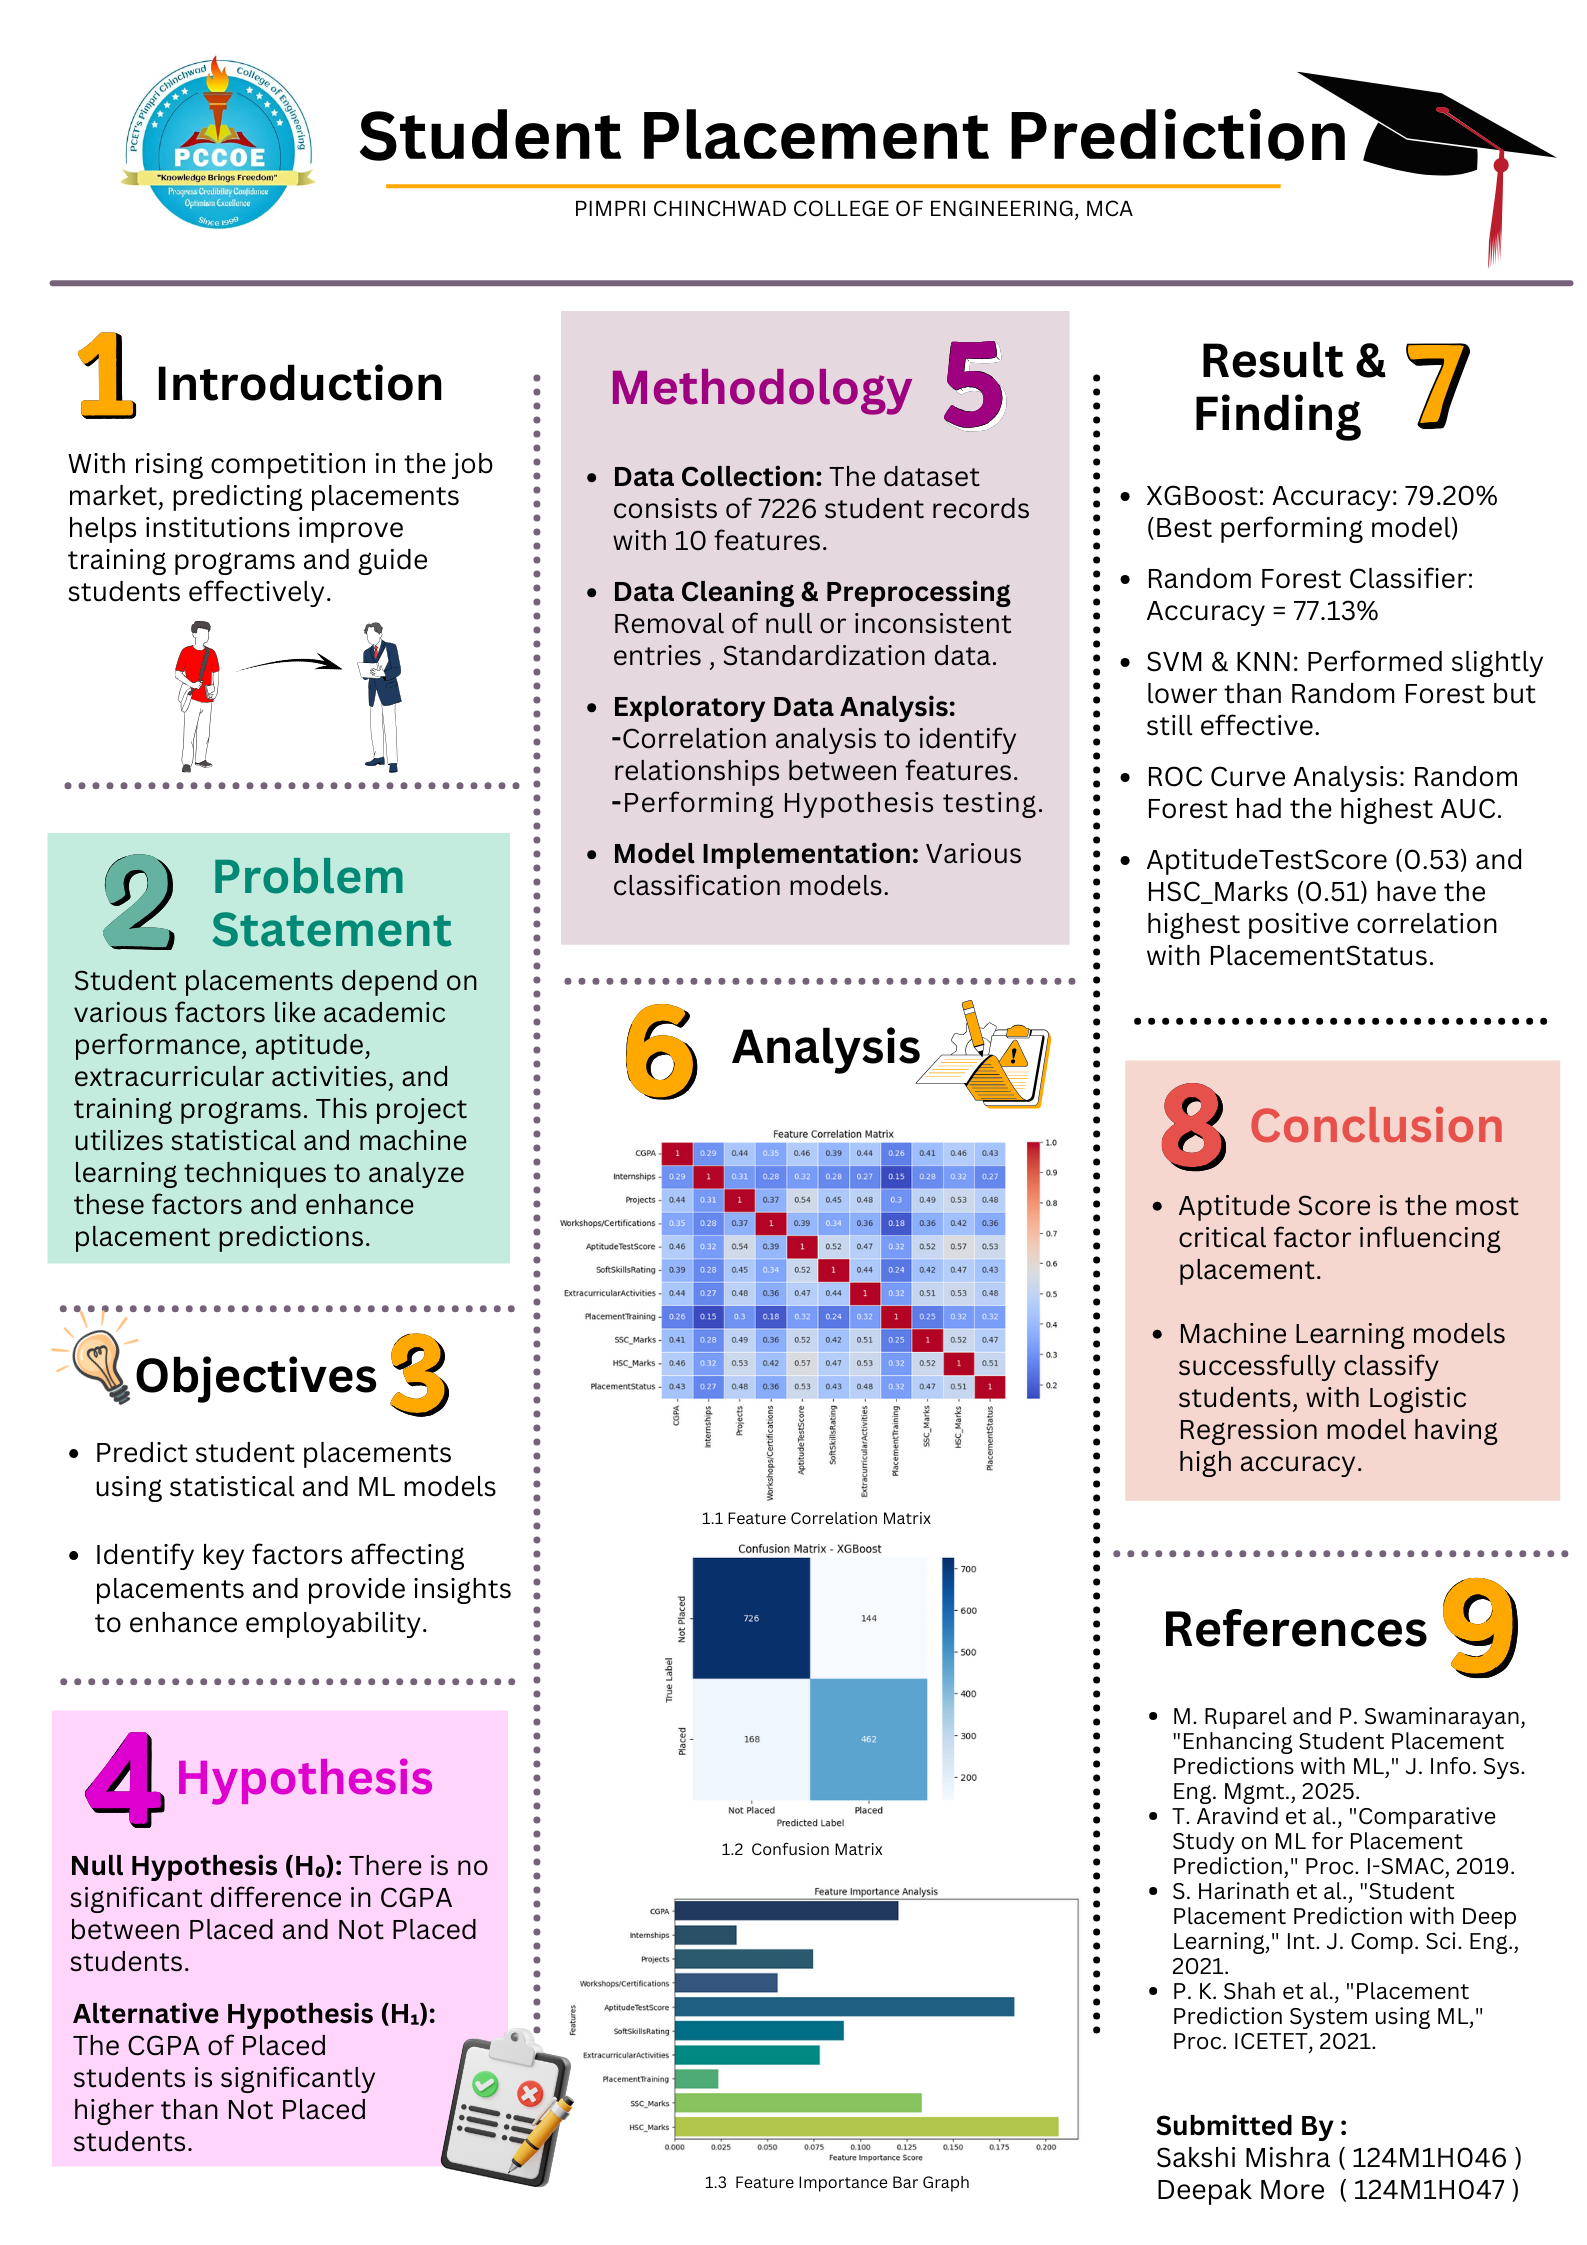 PCET's Pimpri Chinchwad College of Engineering
PCCOE
"Knowledge Brings Freedom"
Progress Credibility Confidence
Optimism Excellence
Since 1999
Student Placement Prediction
PIMPRI CHINCHWAD COLLEGE OF ENGINEERING, MCA
1 Introduction
With rising competition in the job
market, predicting placements
helps institutions improve
training programs and guide
students effectively.
2 Problem
Statement
Student placements depend on
various factors like academic
performance, aptitude,
extracurricular activities, and
training programs. This project
utilizes statistical and machine
learning techniques to analyze
these factors and enhance
placement predictions.
Objectives 3
• Predict student placements
using statistical and ML models
• Identify key factors affecting
placements and provide insights
to enhance employability.
4 Hypothesis
Null Hypothesis (H₀): There is no
significant difference in CGPA
between Placed and Not Placed
students.
Alternative Hypothesis (H₁):
The CGPA of Placed
students is significantly
higher than Not Placed
students.
Methodology 5
• Data Collection: The dataset
consists of 7226 student records
with 10 features.
• Data Cleaning & Preprocessing
Removal of null or inconsistent
entries , Standardization data.
• Exploratory Data Analysis:
-Correlation analysis to identify
relationships between features.
-Performing Hypothesis testing.
• Model Implementation: Various
classification models.
6 Analysis
Feature Correlation Matrix
CGPA 1 0.29 0.44 0.35 0.46 0.39 0.44 0.26 0.41 0.46 0.43
Internships 0.29 1 0.31 0.28 0.32 0.28 0.27 0.15 0.28 0.32 0.27
Projects 0.44 0.31 1 0.37 0.54 0.45 0.48 0.3 0.49 0.53 0.48
Workshops/Certifications 0.35 0.28 0.37 1 0.39 0.34 0.36 0.18 0.36 0.42 0.36
AptitudeTestScore 0.46 0.32 0.54 0.39 1 0.52 0.47 0.32 0.52 0.57 0.53
SoftSkillsRating 0.39 0.28 0.45 0.34 0.52 1 0.44 0.24 0.42 0.47 0.43
ExtracurricularActivities 0.44 0.27 0.48 0.36 0.47 0.44 1 0.32 0.51 0.53 0.48
PlacementTraining 0.26 0.15 0.3 0.18 0.32 0.24 0.32 1 0.25 0.32 0.32
SSC_Marks 0.41 0.28 0.49 0.36 0.52 0.42 0.51 0.25 1 0.52 0.47
HSC_Marks 0.46 0.32 0.53 0.42 0.57 0.47 0.53 0.32 0.52 1 0.51
PlacementStatus 0.43 0.27 0.48 0.36 0.53 0.43 0.48 0.32 0.47 0.51 1
CGPA Internships Projects Workshops/Certifications AptitudeTestScore SoftSkillsRating ExtracurricularActivities PlacementTraining SSC_Marks HSC_Marks PlacementStatus
1.0
0.9
0.8
0.7
0.6
0.5
0.4
0.3
0.2
1.1 Feature Correlation Matrix
Confusion Matrix - XGBoost
True Label
Not Placed 726 144
Placed 168 462
Not Placed Placed
Predicted Label
700
600
500
400
300
200
1.2 Confusion Matrix
Feature Importance Analysis
Features
CGPA
Internships
Projects
Workshops/Certifications
AptitudeTestScore
SoftSkillsRating
ExtracurricularActivities
PlacementTraining
SSC_Marks
HSC_Marks
0.000 0.025 0.050 0.075 0.100 0.125 0.150 0.175 0.200
Feature Importance Score
1.3 Feature Importance Bar Graph
Result & 7
Finding
• XGBoost: Accuracy: 79.20%
(Best performing model)
• Random Forest Classifier:
Accuracy = 77.13%
• SVM & KNN: Performed slightly
lower than Random Forest but
still effective.
• ROC Curve Analysis: Random
Forest had the highest AUC.
• AptitudeTestScore (0.53) and
HSC_Marks (0.51) have the
highest positive correlation
with PlacementStatus.
8 Conclusion
• Aptitude Score is the most
critical factor influencing
placement.
• Machine Learning models
successfully classify
students, with Logistic
Regression model having
high accuracy.
References 9
• M. Ruparel and P. Swaminarayan,
"Enhancing Student Placement
Predictions with ML," J. Info. Sys.
Eng. Mgmt., 2025.
• T. Aravind et al., "Comparative
Study on ML for Placement
Prediction," Proc. I-SMAC, 2019.
• S. Harinath et al., "Student
Placement Prediction with Deep
Learning," Int. J. Comp. Sci. Eng.,
2021.
• P. K. Shah et al., "Placement
Prediction System using ML,"
Proc. ICETET, 2021.
Submitted By :
Sakshi Mishra ( 124M1H046 )
Deepak More ( 124M1H047 )